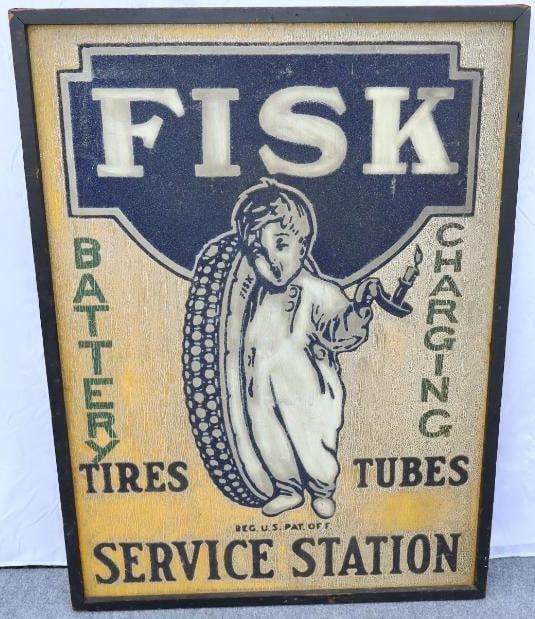 FISK
BATTERY
CHARGING
FISK
TIRES TUBES
REG. U.S. PAT. OFF.
SERVICE STATION